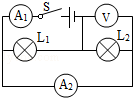 A₁ S V
L₁ L₂
A₂